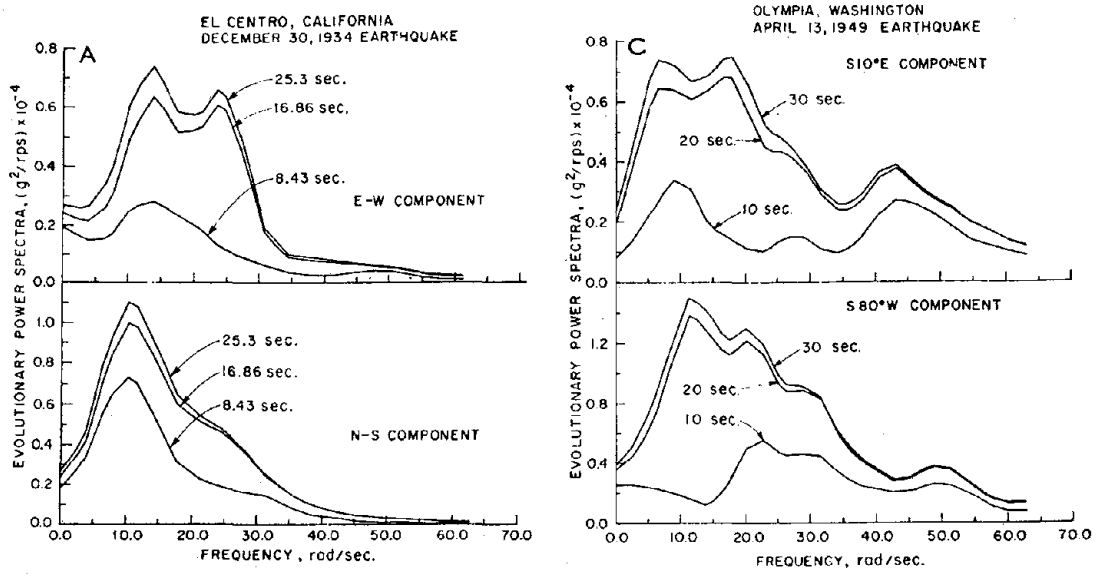 EL CENTRO, CALIFORNIA
DECEMBER 30, 1934 EARTHQUAKE
A
25.3 sec.
16.86 sec.
8.43 sec.
E-W COMPONENT
0.8
0.6
0.4
0.2
0.0
25.3 sec.
16.86 sec.
8.43 sec.
N-S COMPONENT
1.0
0.8
0.6
0.4
0.2
0.0
EVOLUTIONARY POWER SPECTRA, (g²/rps) x10⁻⁴
0.0 10.0 20.0 30.0 40.0 50.0 60.0 70.0
FREQUENCY, rad/sec.
OLYMPIA, WASHINGTON
APRIL 13, 1949 EARTHQUAKE
C
S10°E COMPONENT
30 sec.
20 sec.
10 sec.
0.8
0.6
0.4
0.2
0.0
S80°W COMPONENT
30 sec.
20 sec.
10 sec.
1.2
0.8
0.4
0.0
EVOLUTIONARY POWER SPECTRA, (g²/rps) x10⁻⁴
0.0 10.0 20.0 30.0 40.0 50.0 60.0 70.0
FREQUENCY, rad/sec.